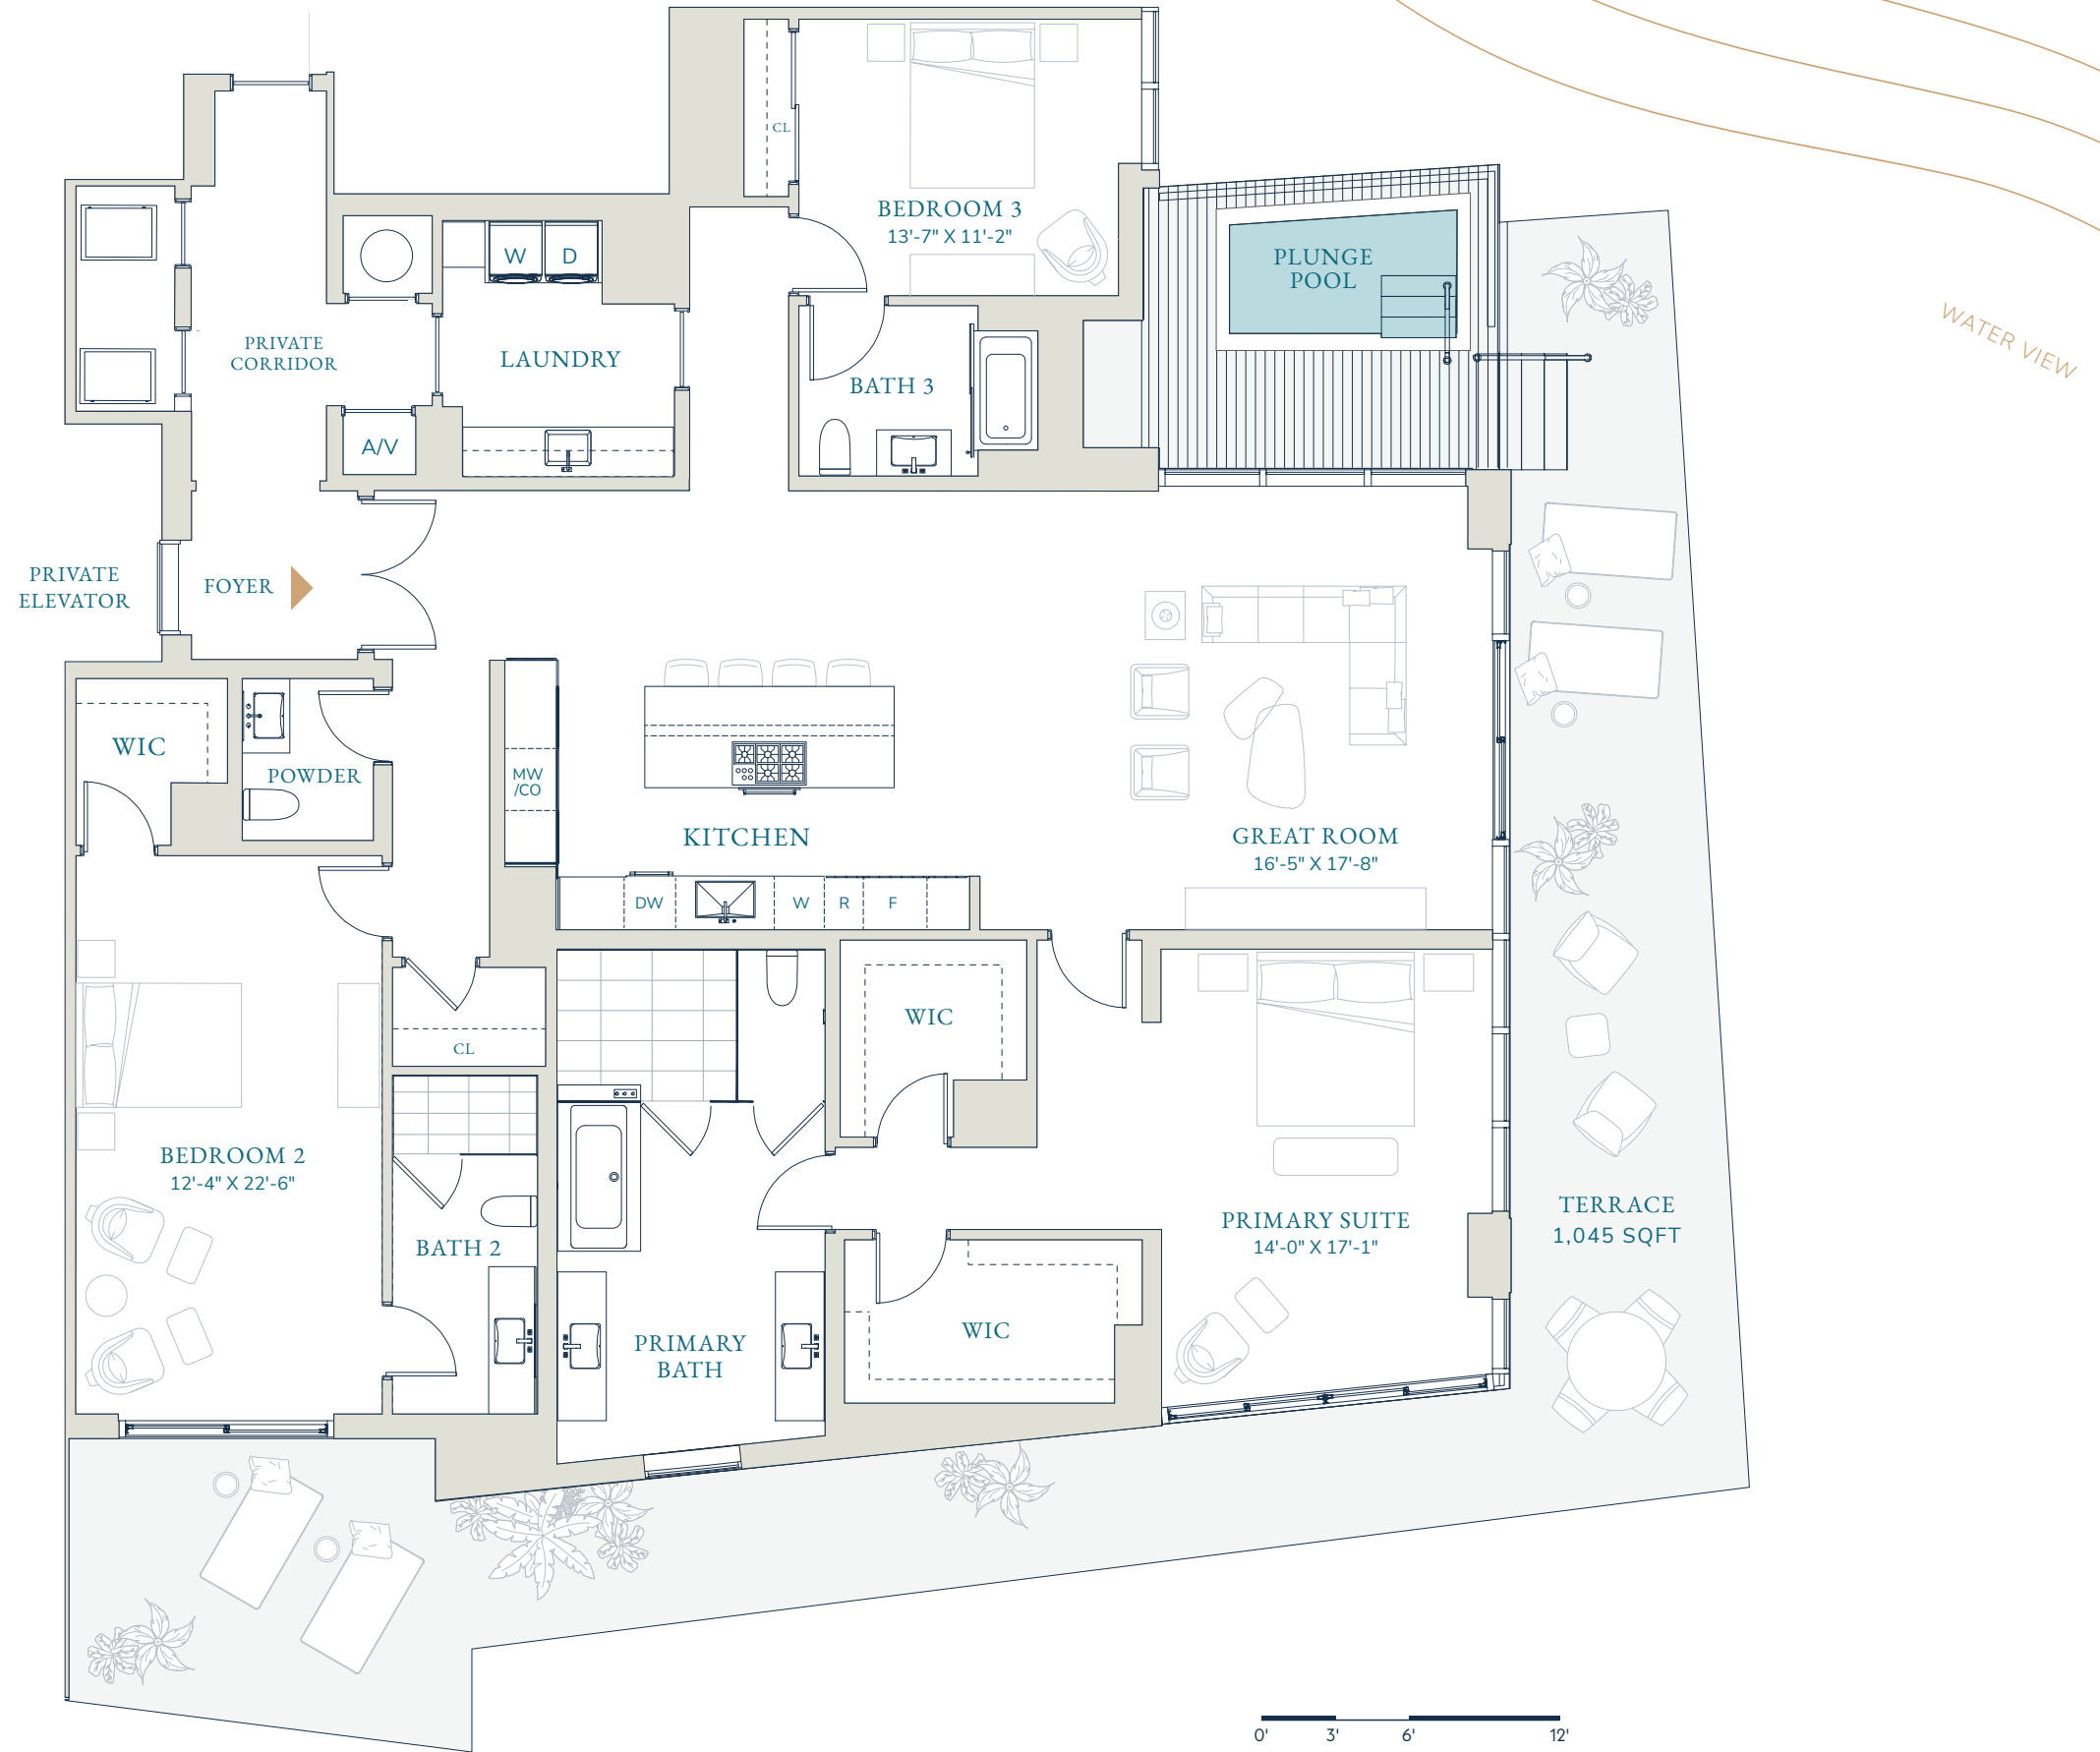 CL
BEDROOM 3
13'-7" X 11'-2"
PLUNGE
POOL
WATER VIEW
W
D
PRIVATE
CORRIDOR
LAUNDRY
BATH 3
A/V
PRIVATE
ELEVATOR
FOYER
WIC
POWDER
MW
/CO
KITCHEN
GREAT ROOM
16'-5" X 17'-8"
DW
W
R
F
WIC
CL
BEDROOM 2
12'-4" X 22'-6"
BATH 2
PRIMARY SUITE
14'-0" X 17'-1"
TERRACE
1,045 SQFT
PRIMARY
BATH
WIC
0'
3'
6'
12'